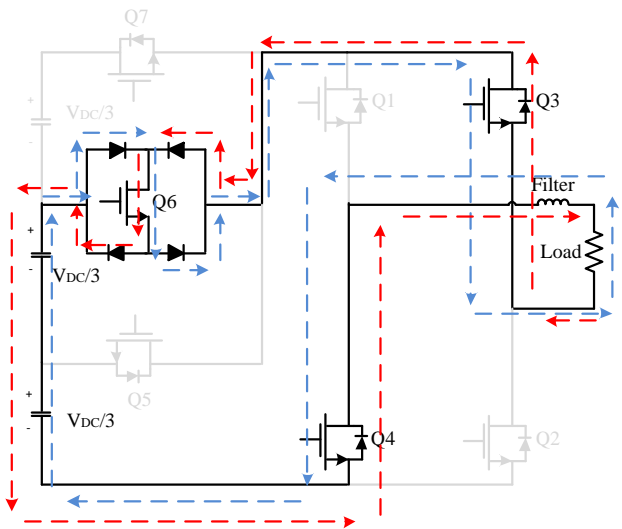 Q7
+
VDC/3
-
Q1
Q3
Q6
Filter
+
-
VDC/3
Load
Q5
+
-
VDC/3
Q4
Q2